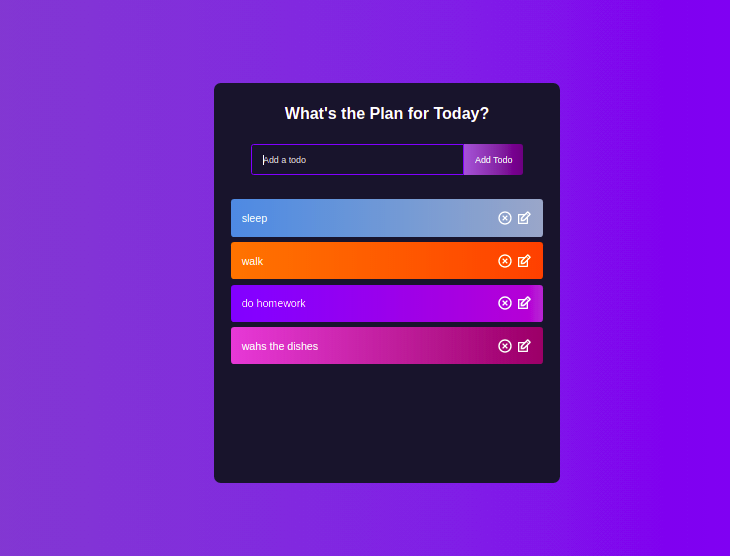 What's the Plan for Today?
Add a todo
Add Todo
sleep
walk
do homework
wahs the dishes